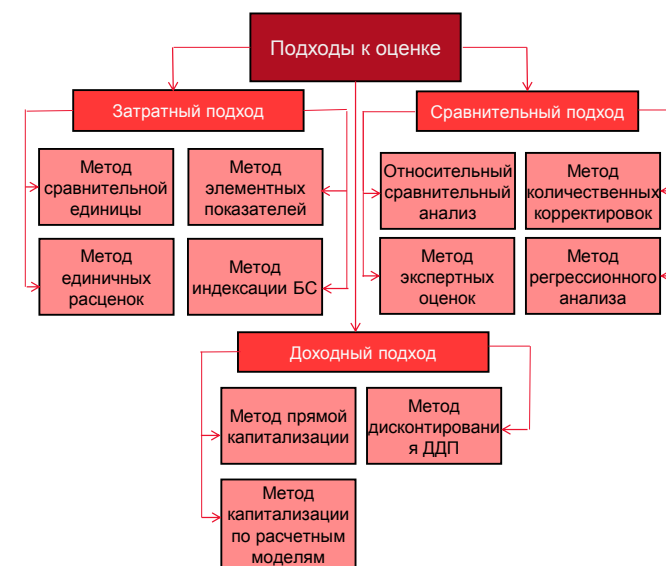 Подходы к оценке
Затратный подход
Сравнительный подход
Метод
сравнительной
единицы
Метод
элементных
показателей
Относительный
сравнительный
анализ
Метод
количественных
корректировок
Метод
единичных
расценок
Метод
индексации БС
Метод
экспертных
оценок
Метод
регрессионного
анализа
Доходный подход
Метод прямой
капитализации
Метод
дисконтировани
я ДДП
Метод
капитализации
по расчетным
моделям